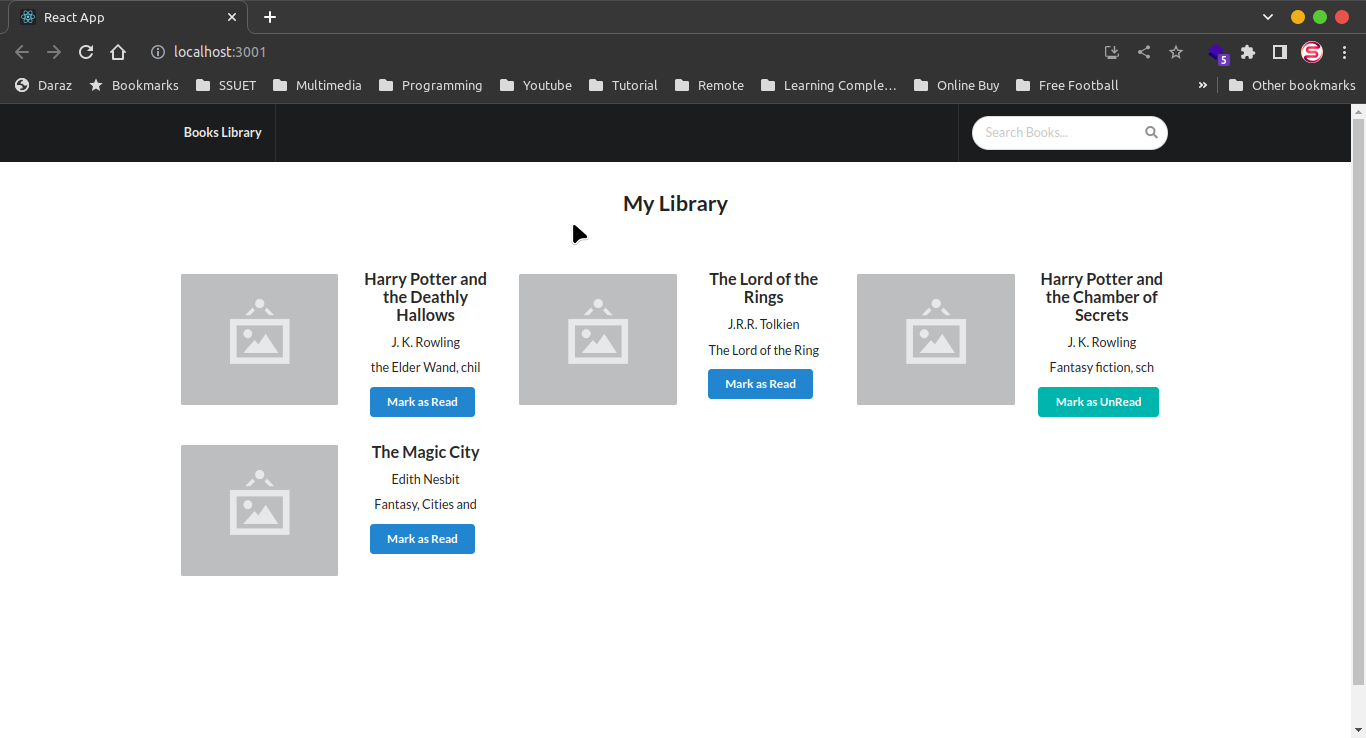 React App
localhost:3001
5
Daraz
Bookmarks
SSUET
Multimedia
Programming
Youtube
Tutorial
Remote
Learning Comple...
Online Buy
Free Football
»
Other bookmarks
Books Library
Search Books...
My Library
Harry Potter and
the Deathly
Hallows
J. K. Rowling
the Elder Wand, chil
Mark as Read
The Lord of the
Rings
J.R.R. Tolkien
The Lord of the Ring
Mark as Read
Harry Potter and
the Chamber of
Secrets
J. K. Rowling
Fantasy fiction, sch
Mark as UnRead
The Magic City
Edith Nesbit
Fantasy, Cities and
Mark as Read